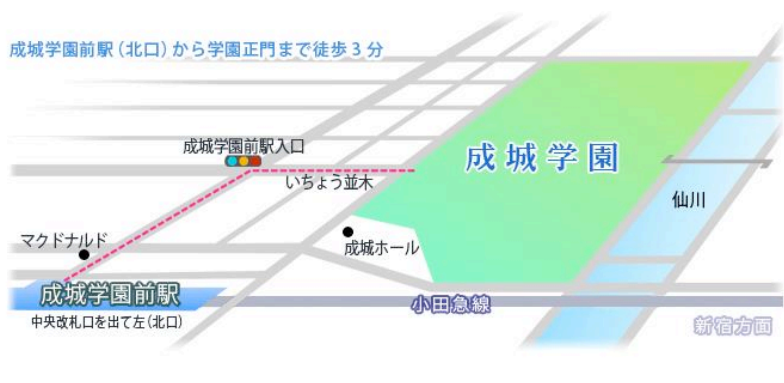 成城学園前駅(北口)から学園正門まで徒歩3分
成城学園前駅入口
成城学園
いちょう並木
仙川
マクドナルド
成城ホール
成城学園前駅
小田急線
中央改札口を出て左(北口)
新宿方面